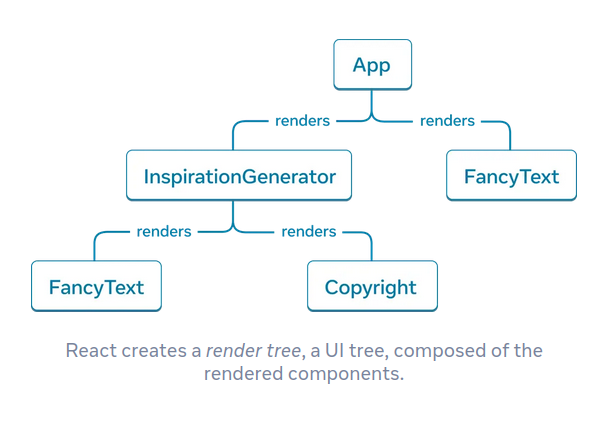 App
renders
renders
InspirationGenerator
FancyText
renders
renders
FancyText
Copyright
React creates a render tree, a UI tree, composed of the
rendered components.